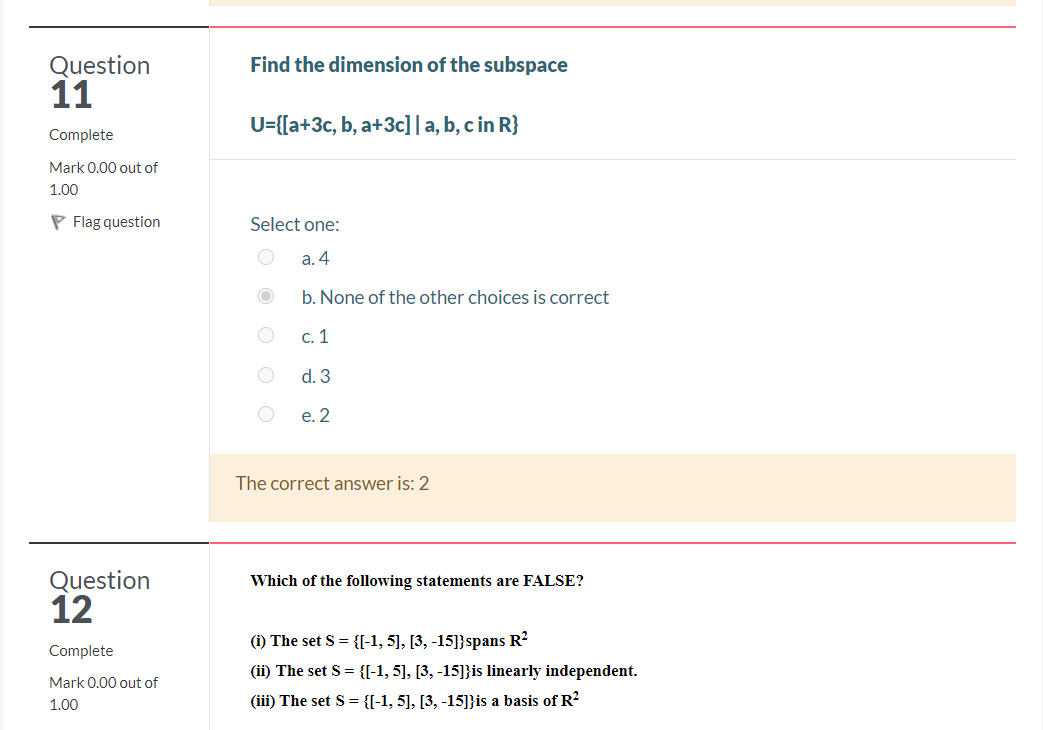 Question
11
Complete
Mark 0.00 out of
1.00
Flag question
Find the dimension of the subspace
U={[a+3c, b, a+3c] | a, b, c in R}
Select one:
a. 4
b. None of the other choices is correct
c. 1
d. 3
e. 2
The correct answer is: 2
Question
12
Complete
Mark 0.00 out of
1.00
Which of the following statements are FALSE?
(i) The set S = {[-1, 5], [3, -15]}spans R²
(ii) The set S = {[-1, 5], [3, -15]}is linearly independent.
(iii) The set S = {[-1, 5], [3, -15]}is a basis of R²